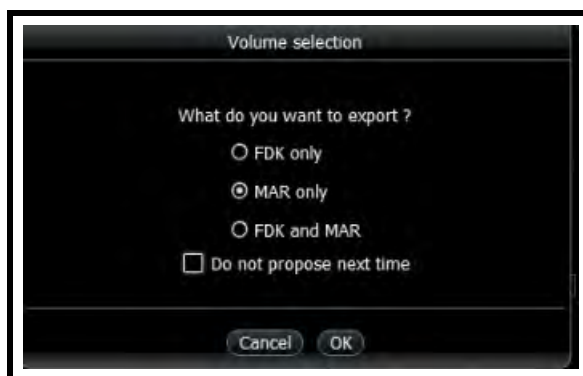 Volume selection
What do you want to export ?
FDK only
MAR only
FDK and MAR
Do not propose next time
Cancel OK